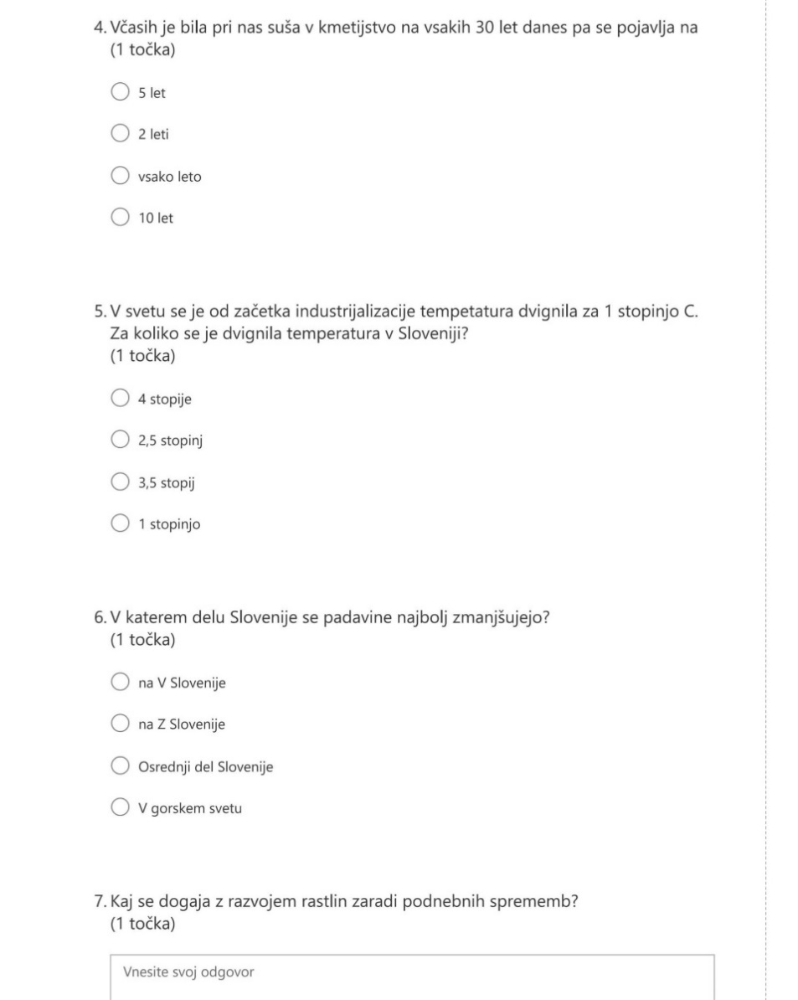 4. Včasih je bila pri nas suša v kmetijstvo na vsakih 30 let danes pa se pojavlja na
(1 točka)
5 let
2 leti
vsako leto
10 let
5. V svetu se je od začetka industrijalizacije tempetatura dvignila za 1 stopinjo C.
Za koliko se je dvignila temperatura v Sloveniji?
(1 točka)
4 stopije
2,5 stopinj
3,5 stopij
1 stopinjo
6. V katerem delu Slovenije se padavine najbolj zmanjšujejo?
(1 točka)
na V Slovenije
na Z Slovenije
Osrednji del Slovenije
V gorskem svetu
7. Kaj se dogaja z razvojem rastlin zaradi podnebnih sprememb?
(1 točka)
Vnesite svoj odgovor